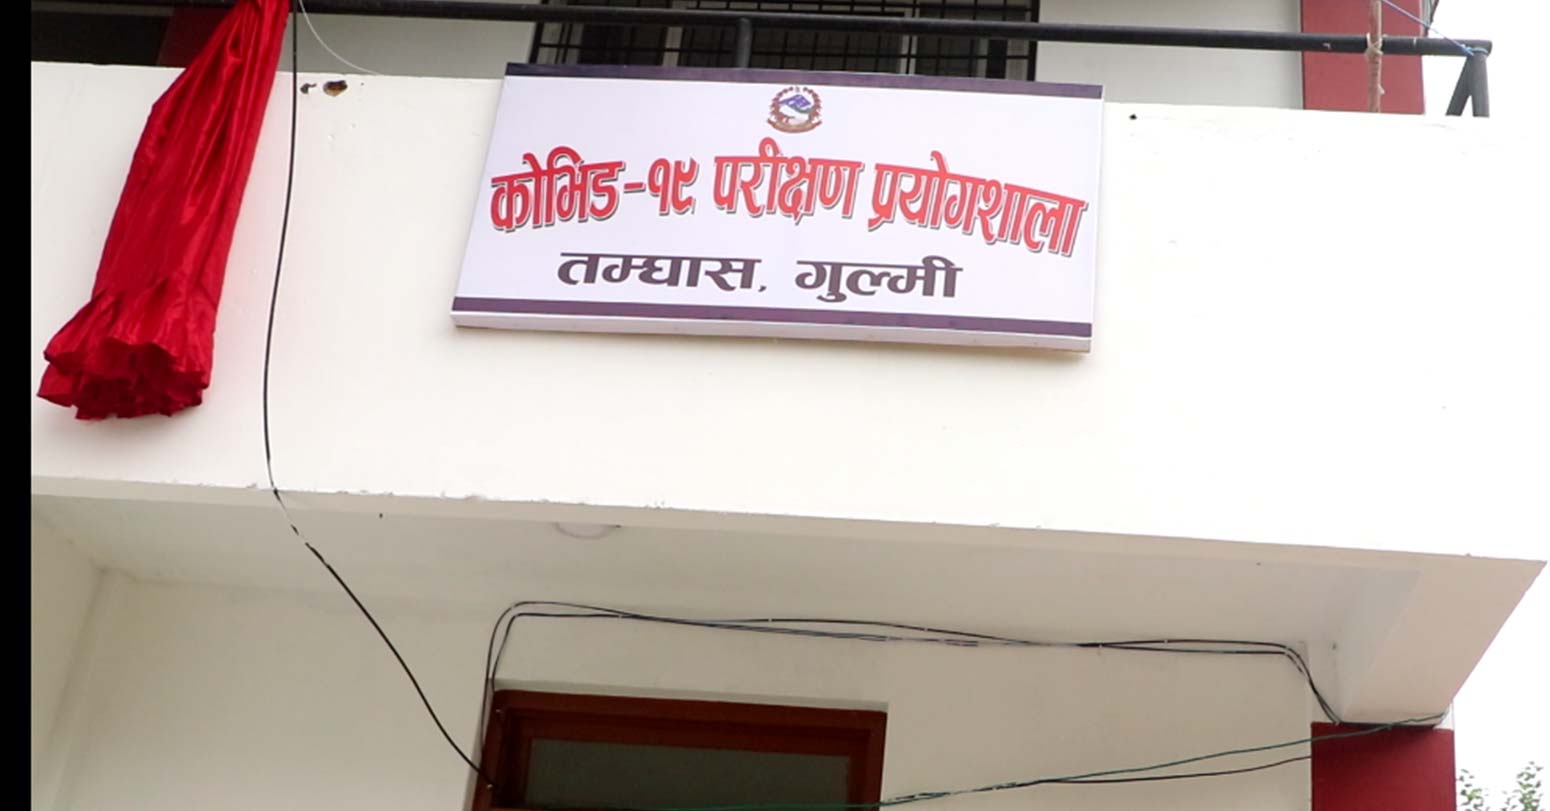 कोभिड-१९ परीक्षण प्रयोगशाला
तम्घास, गुल्मी